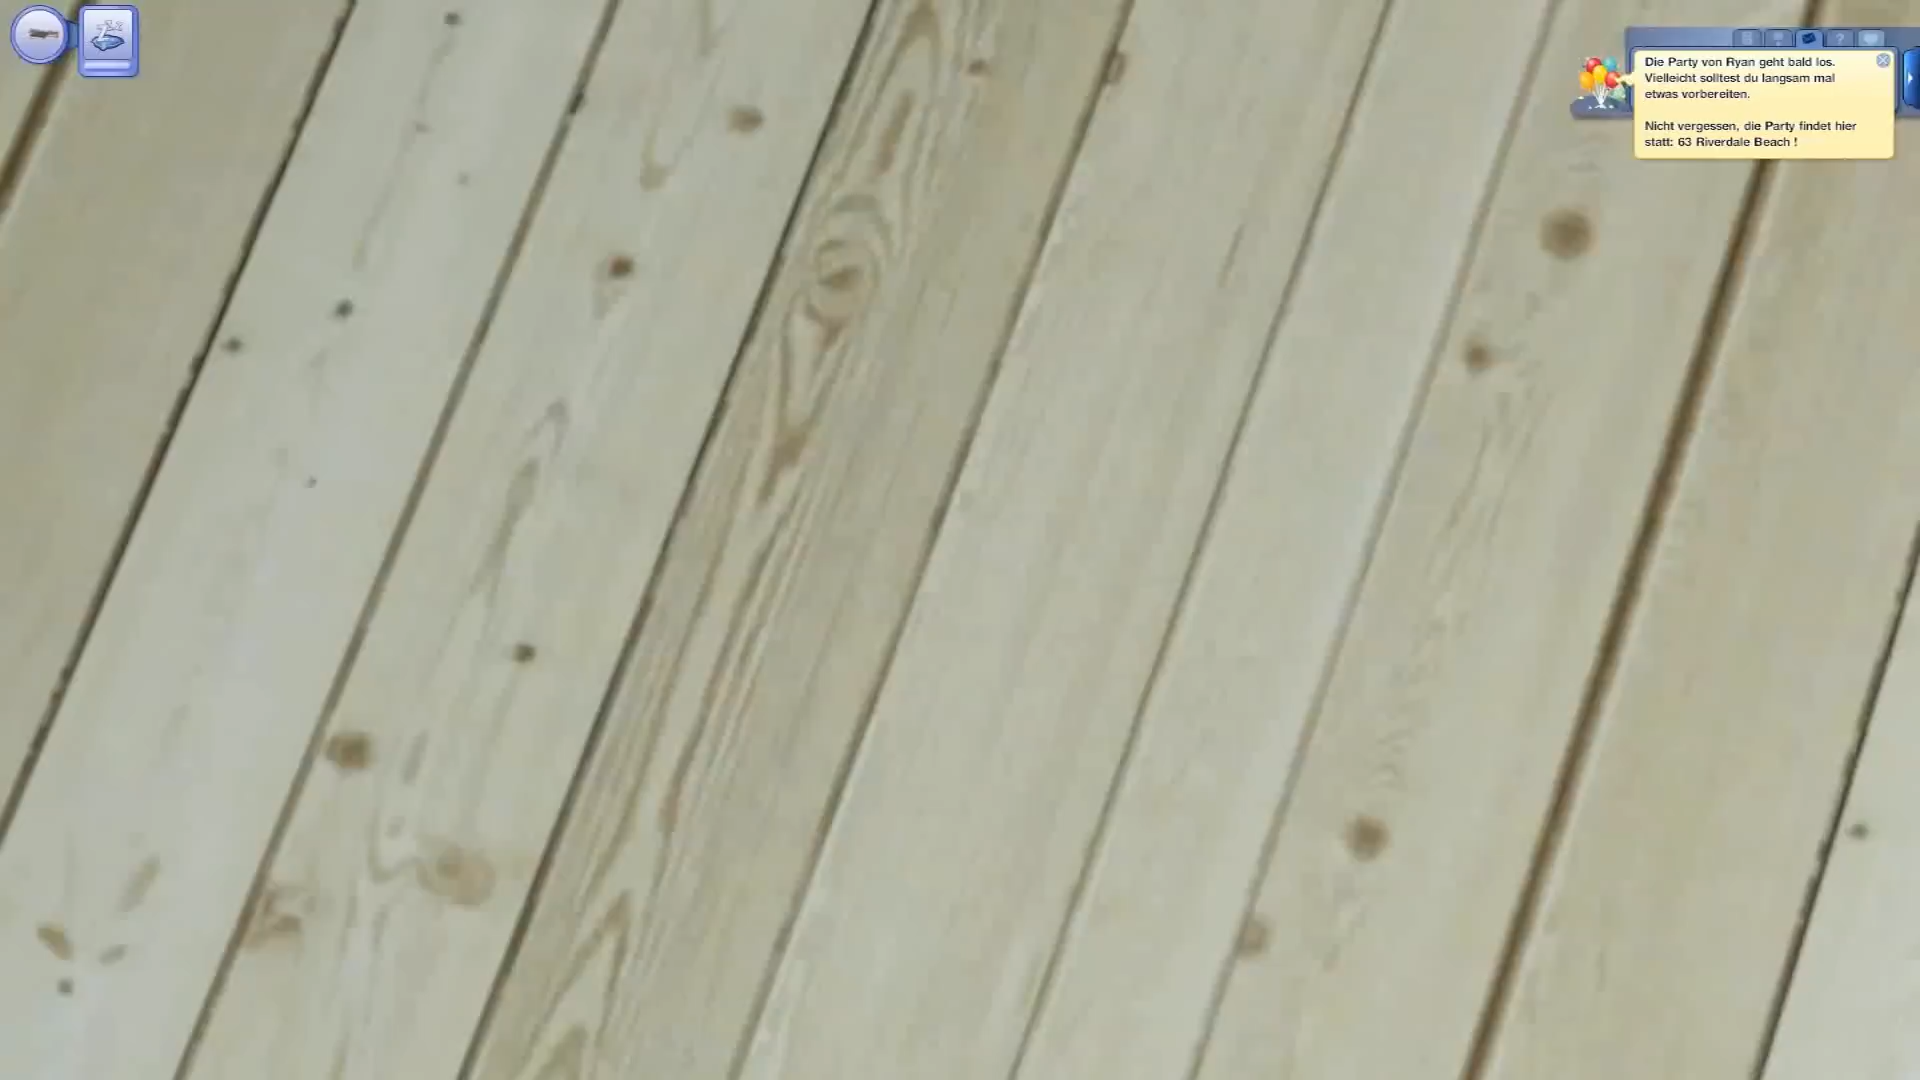 Die Party von Ryan geht bald los.
Vielleicht solltest du langsam mal
etwas vorbereiten.
Nicht vergessen, die Party findet hier
statt: 63 Riverdale Beach !